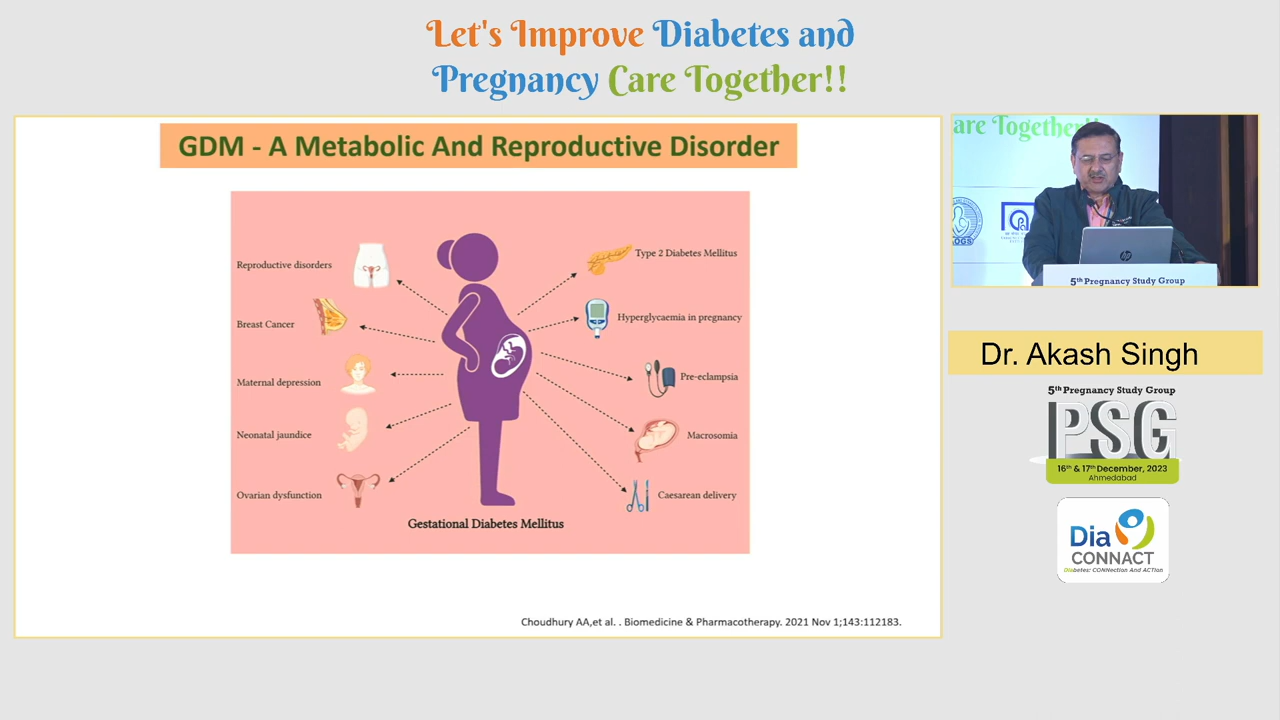 Let's Improve Diabetes and
Pregnancy Care Together!!
GDM - A Metabolic And Reproductive Disorder
Reproductive disorders
Breast Cancer
Maternal depression
Neonatal jaundice
Ovarian dysfunction
Type 2 Diabetes Mellitus
Hyperglycaemia in pregnancy
Pre-eclampsia
Macrosomia
Caesarean delivery
Gestational Diabetes Mellitus
Choudhury AA,et al. . Biomedicine & Pharmacotherapy. 2021 Nov 1;143:112183.
are Together!!
OGS
hp
5th Pregnancy Study Group
Dr. Akash Singh
5th Pregnancy Study Group
PSG
16th & 17th December, 2023
Ahmedabad
Dia
CONNACT
Diabetes: CONNection And ACTion